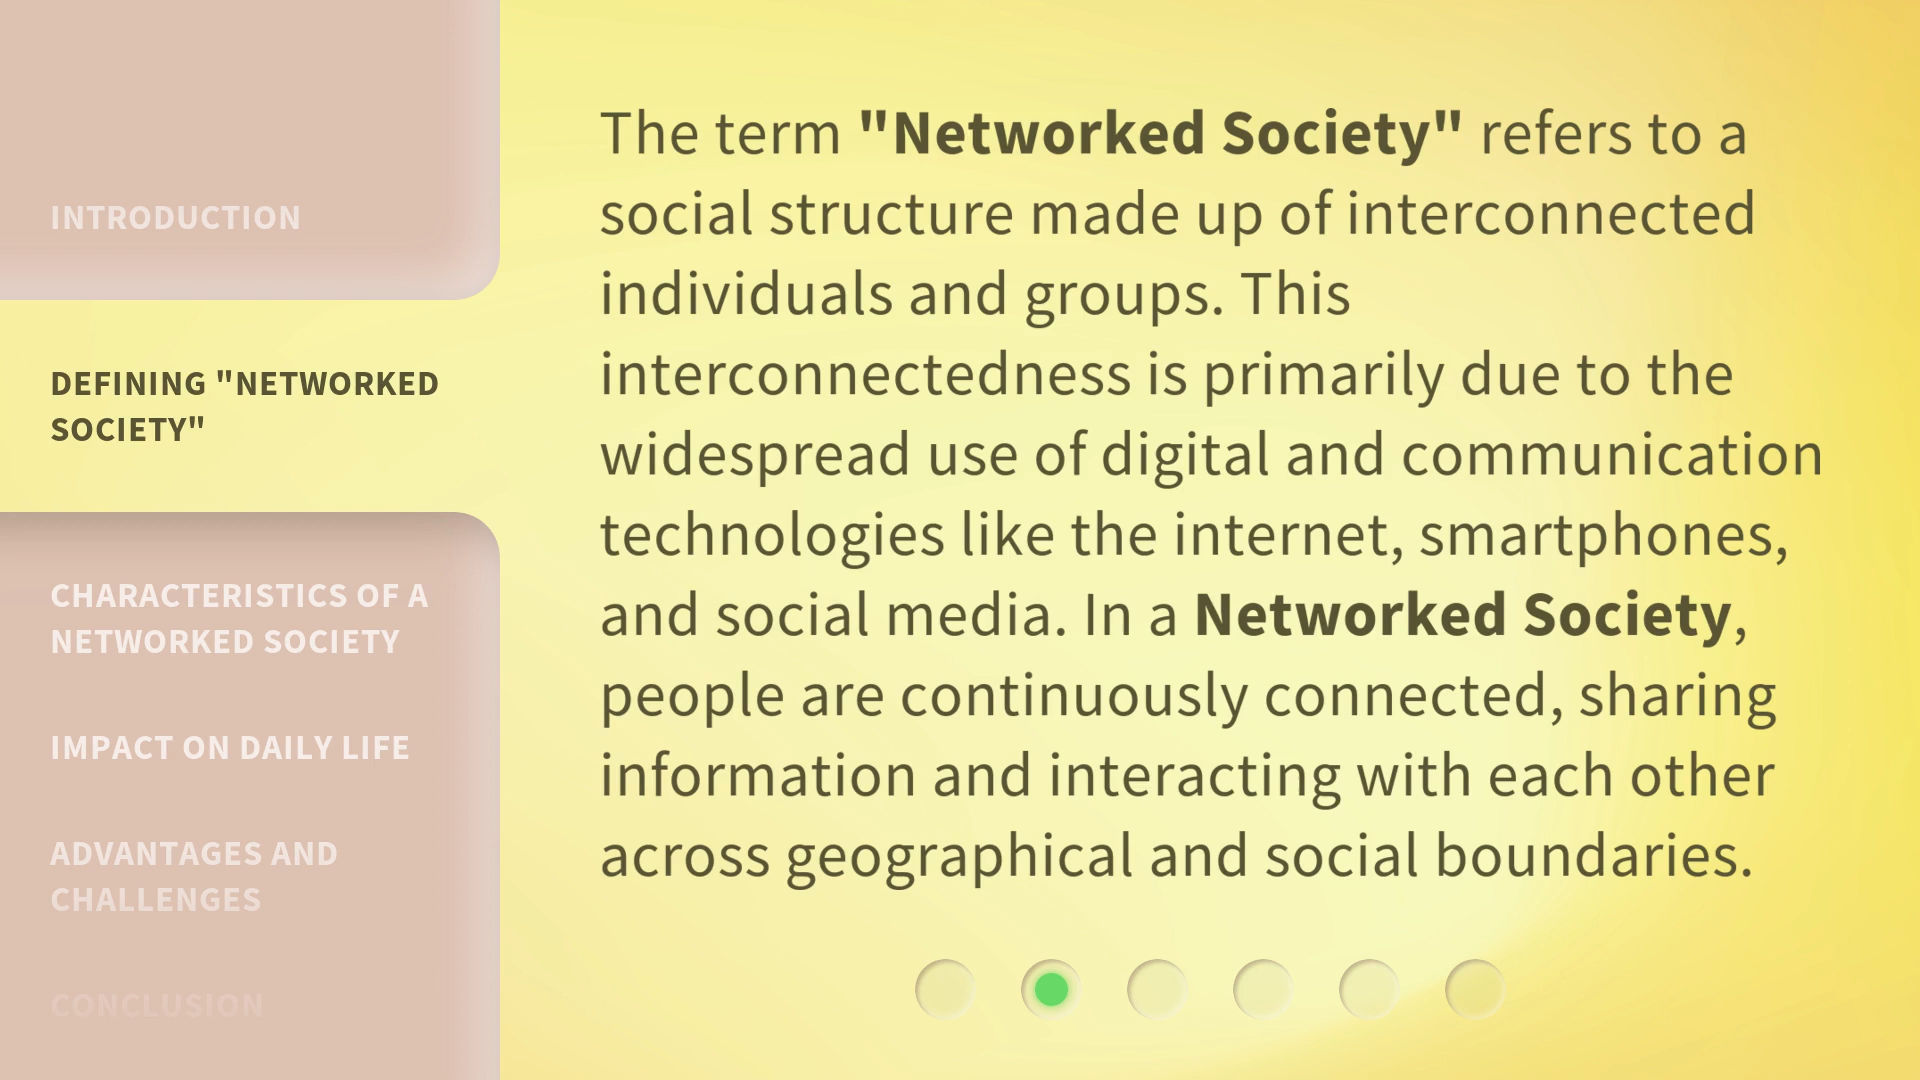 INTRODUCTION
DEFINING "NETWORKED
SOCIETY"
CHARACTERISTICS OF A
NETWORKED SOCIETY
IMPACT ON DAILY LIFE
ADVANTAGES AND
CHALLENGES
CONCLUSION
The term "Networked Society" refers to a
social structure made up of interconnected
individuals and groups. This
interconnectedness is primarily due to the
widespread use of digital and communication
technologies like the internet, smartphones,
and social media. In a Networked Society,
people are continuously connected, sharing
information and interacting with each other
across geographical and social boundaries.